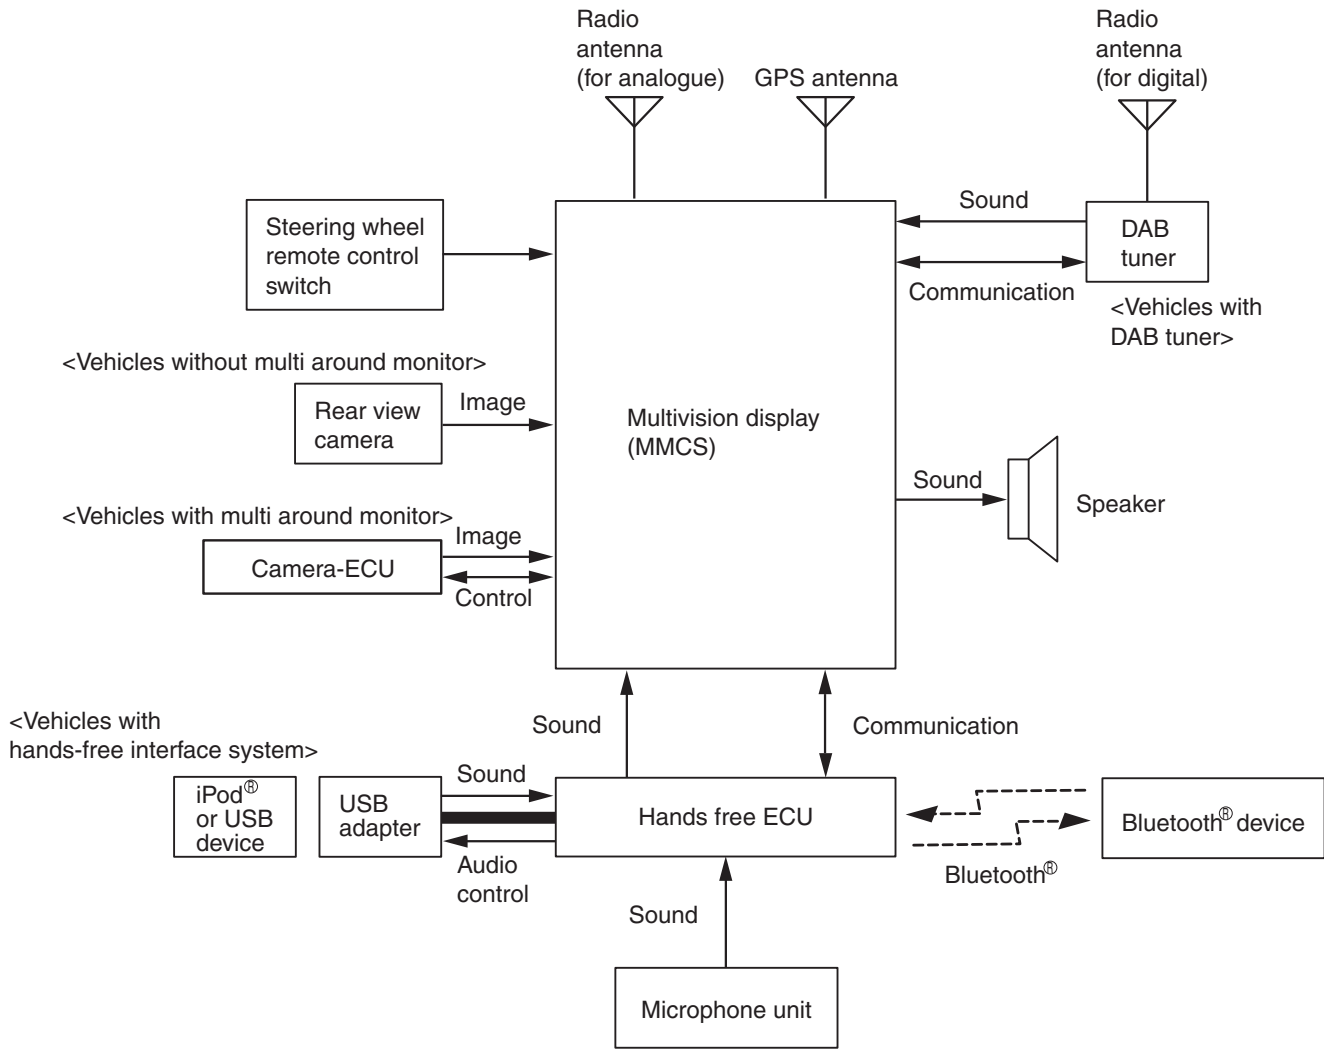 Radio
antenna
(for analogue)
GPS antenna
Radio
antenna
(for digital)
Steering wheel
remote control
switch
Sound
DAB
tuner
Communication
<Vehicles with
DAB tuner>
<Vehicles without multi around monitor>
Rear view
camera
Image
Multivision display
(MMCS)
Sound
Speaker
<Vehicles with multi around monitor>
Camera-ECU
Image
Control
<Vehicles with
hands-free interface system>
Sound
Communication
iPod®
or USB
device
USB
adapter
Sound
Audio
control
Hands free ECU
Bluetooth®
Bluetooth® device
Sound
Microphone unit